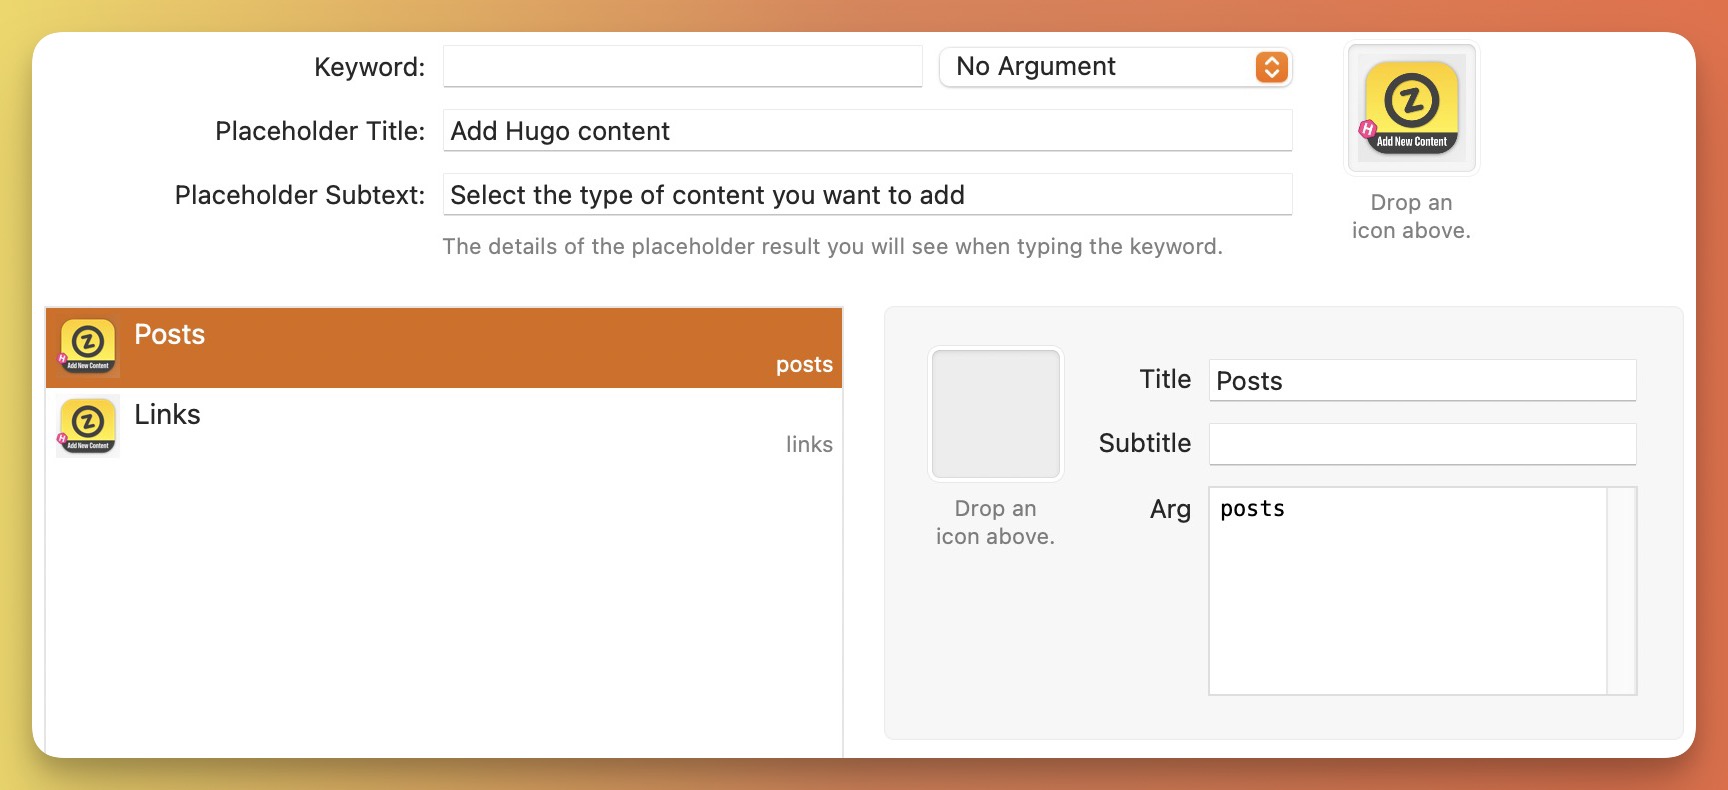 Keyword:
No Argument
Placeholder Title:
Add Hugo content
Placeholder Subtext:
Select the type of content you want to add
The details of the placeholder result you will see when typing the keyword.
Z
H
Add New Content
Drop an
icon above.
Z
H
Add New Content
Posts
posts
Z
H
Add New Content
Links
links
Drop an
icon above.
Title
Posts
Subtitle
Arg
posts